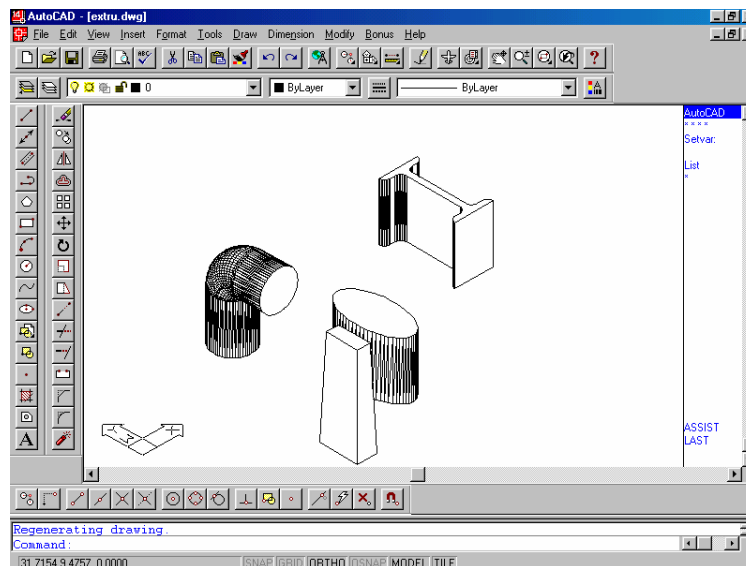 AutoCAD - [extru.dwg]
File Edit View Insert Format Tools Draw Dimension Modify Bonus Help
ABC
?
0 ByLayer ByLayer
AutoCAD
* * * *
Setvar:
List
*
A
ASSIST
LAST
Regenerating drawing.
Command:
31.7154,9.4757, 0.0000 SNAP GRID ORTHO OSNAP MODEL TILE